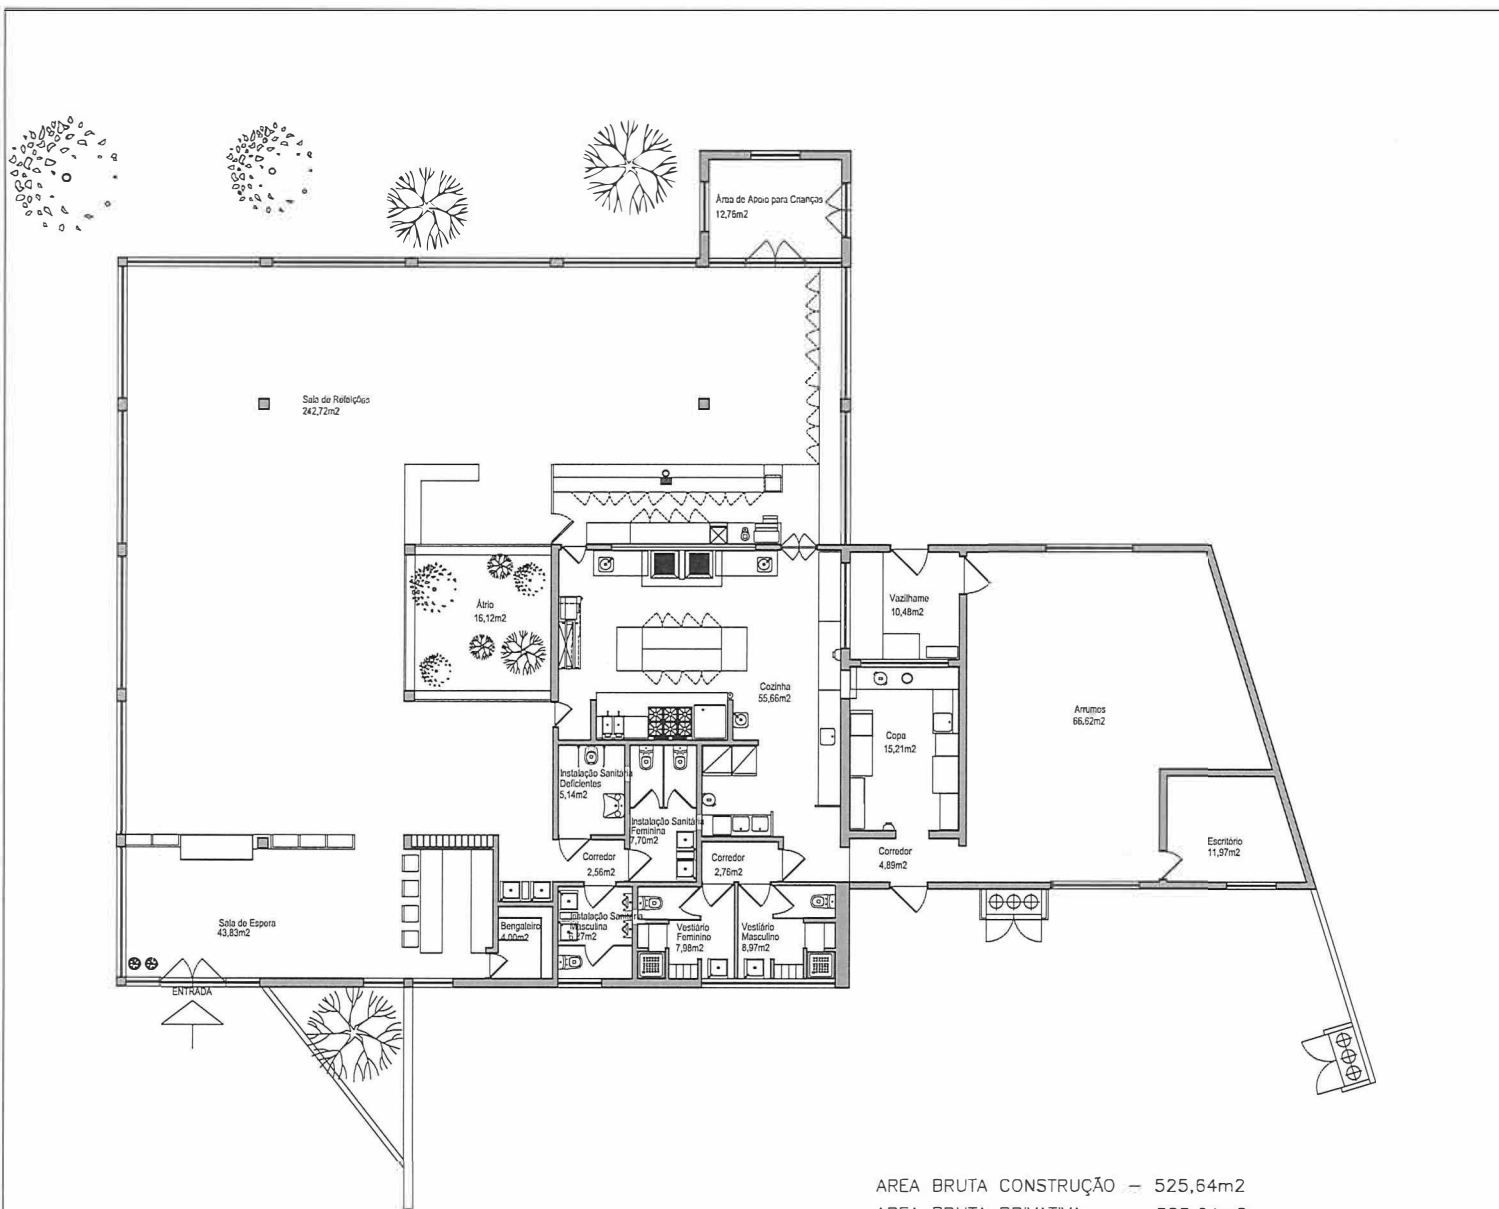 Área de Apoio para Crianças
12,76m2
Sala de Refeições
242,72m2
Átrio
16,12m2
Vazilhame
10,48m2
Cozinha
55,66m2
Arrumos
66.62m2
Copa
15,21m2
Instalação Sanitária
Deficientes
5,14m2
Instalação Sanitária
Feminina
7,70m2
Escritório
11,97m2
Corredor
2,56m2
Corredor
2,76m2
Corredor
4,89m2
Sala de Espera
43,83m2
Bengaleiro
4,00m2
Instalação Sanitária
Masculina
6,27m2
Vestiário
Feminino
7,98m2
Vestiário
Masculino
8,97m2
ENTRADA
AREA BRUTA CONSTRUÇÃO – 525,64m2